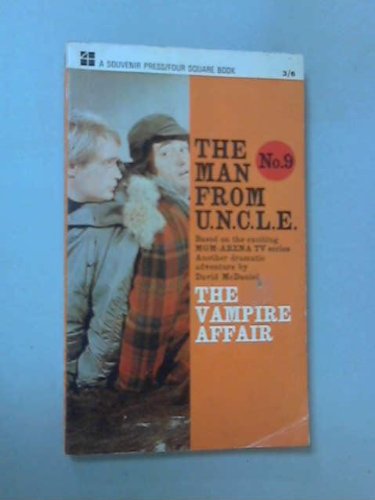 A SOUVENIR PRESS/FOUR SQUARE BOOK
3/6
THE
MAN
FROM
U.N.C.L.E.
No.9
Based on the exciting
MGM-ARENA TV series
Another dramatic
adventure by
David McDaniel
THE
VAMPIRE
AFFAIR